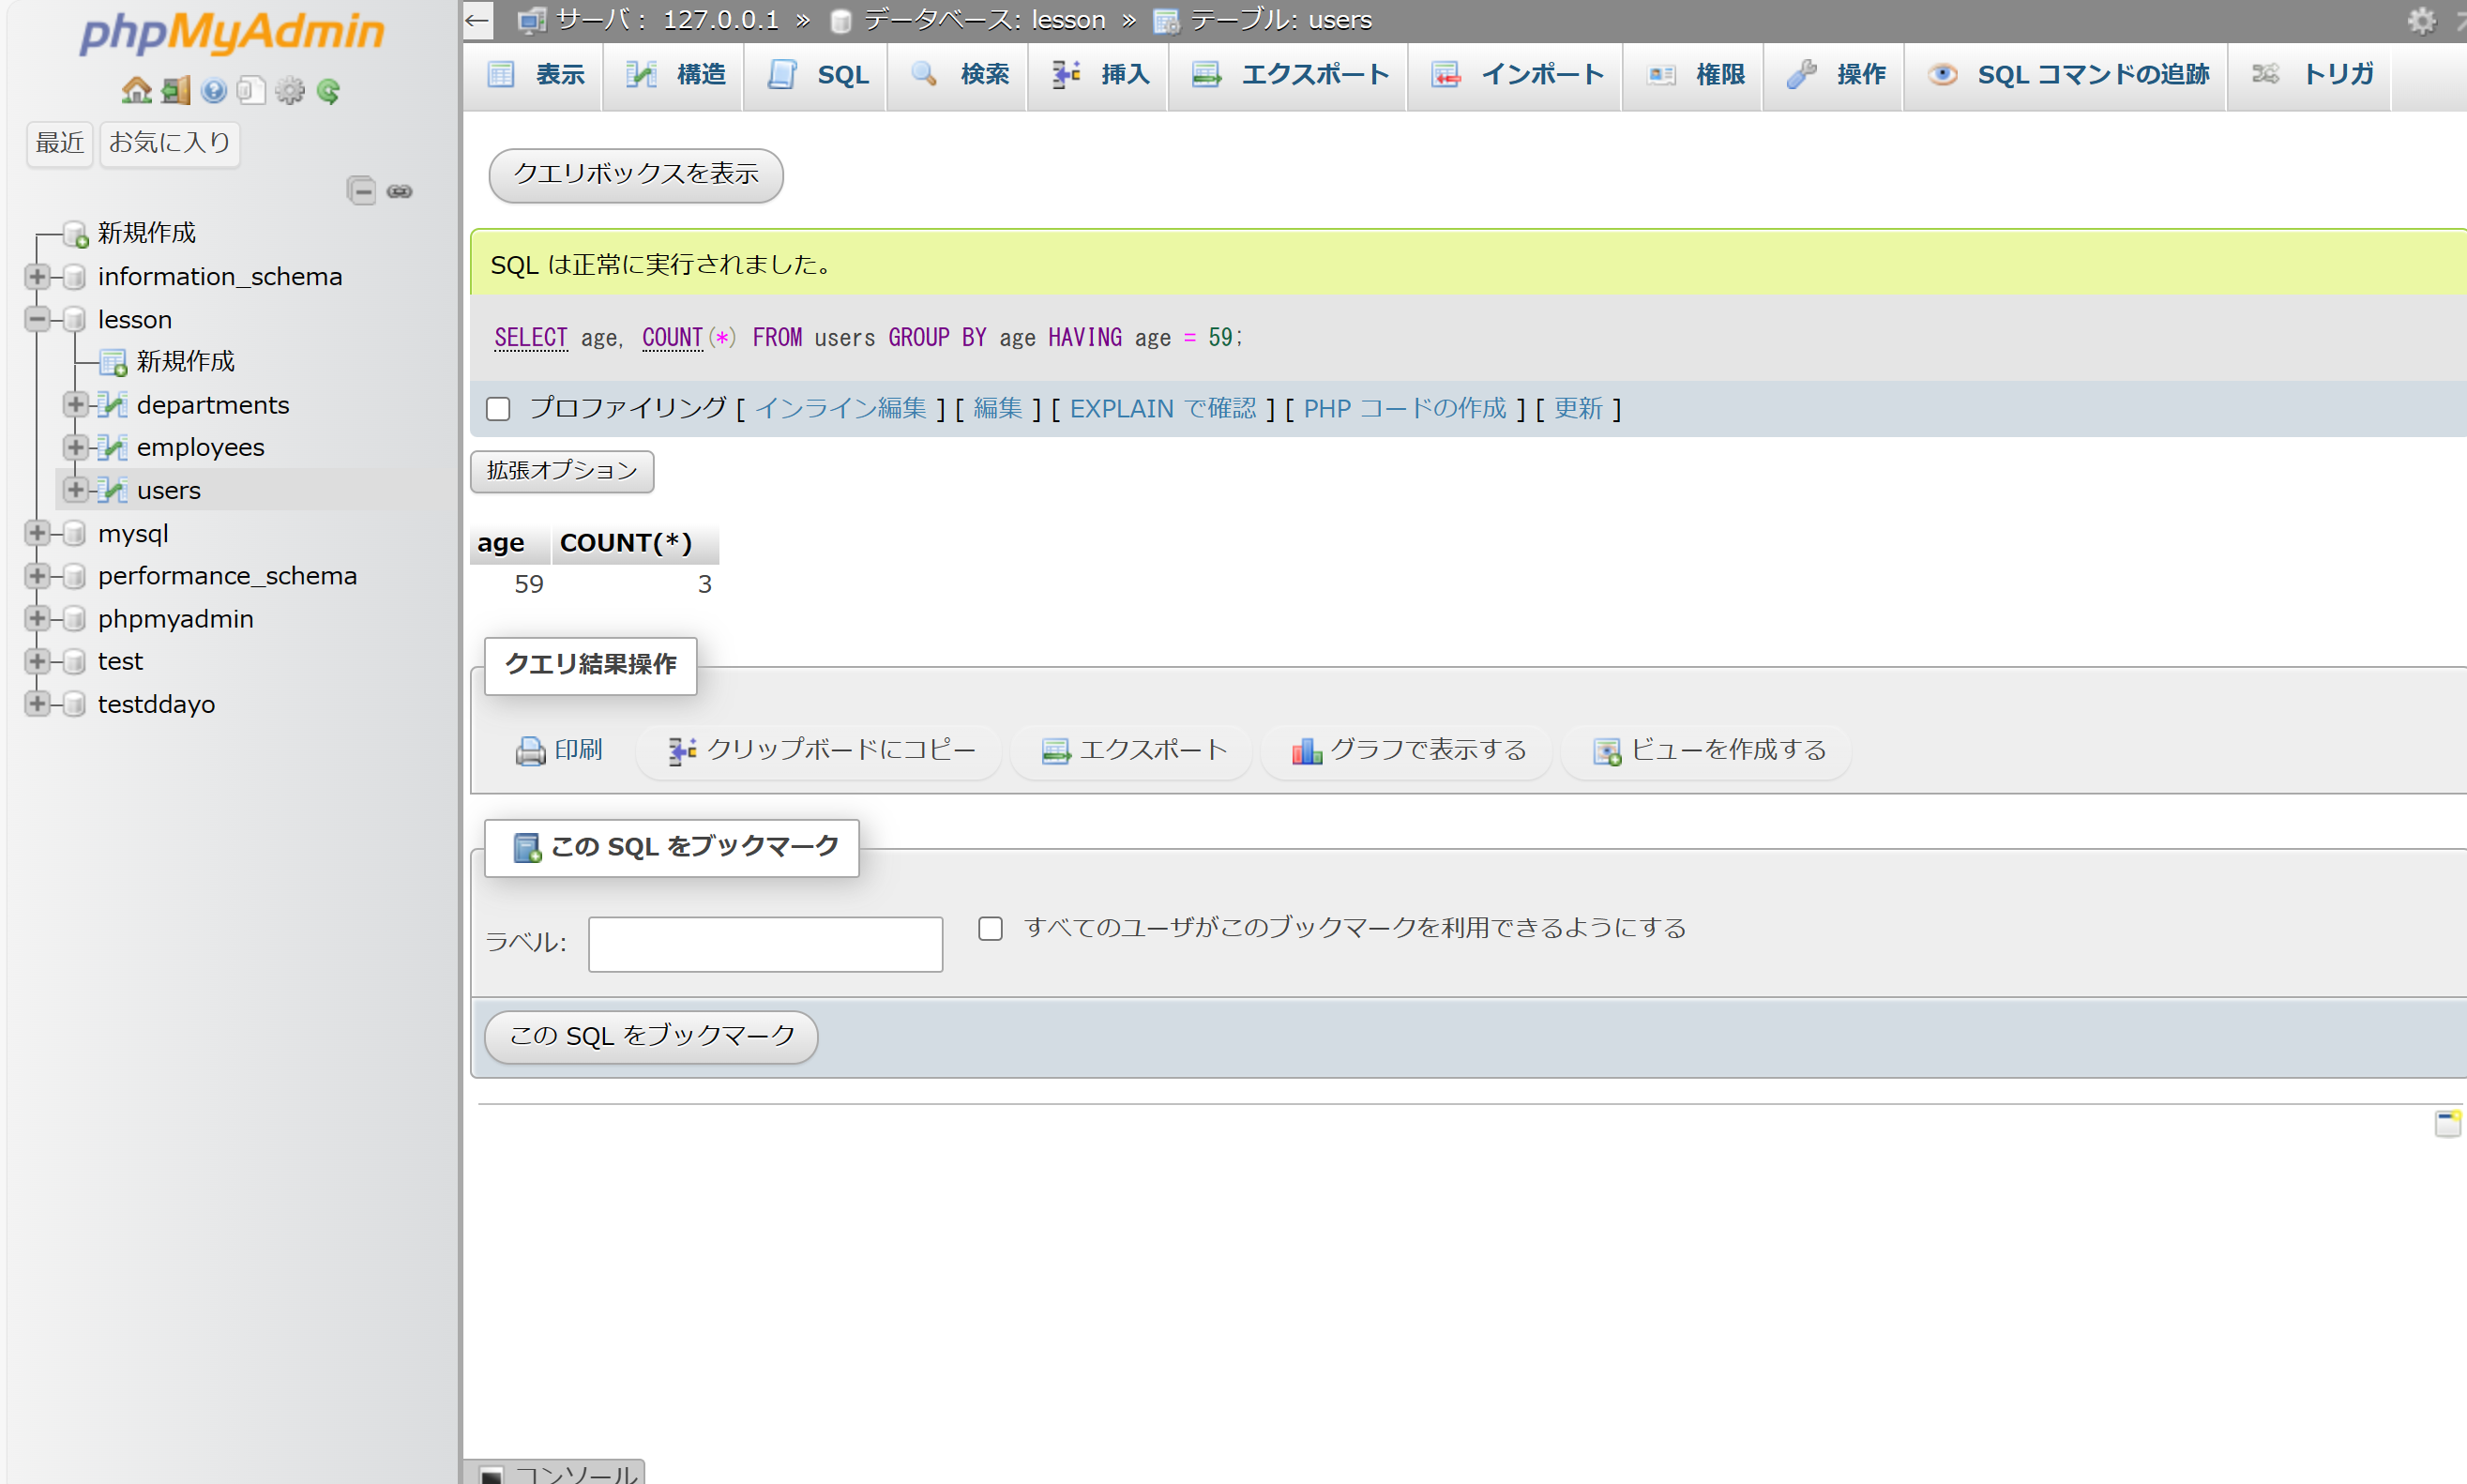 phpMyAdmin
最近 お気に入り
新規作成
information_schema
lesson
新規作成
departments
employees
users
mysql
performance_schema
phpmyadmin
test
testddayo
← サーバ : 127.0.0.1 » データベース: lesson » テーブル: users
表示 構造 SQL 検索 挿入 エクスポート インポート 権限 操作 SQL コマンドの追跡 トリガ
クエリボックスを表示
SQL は正常に実行されました。
SELECT age, COUNT(*) FROM users GROUP BY age HAVING age = 59;
プロファイリング [ インライン編集 ] [ 編集 ] [ EXPLAIN で確認 ] [ PHP コードの作成 ] [ 更新 ]
拡張オプション
age COUNT(*)
59 3
クエリ結果操作
印刷 クリップボードにコピー エクスポート グラフで表示する ビューを作成する
この SQL をブックマーク
ラベル: すべてのユーザがこのブックマークを利用できるようにする
この SQL をブックマーク
コンソール